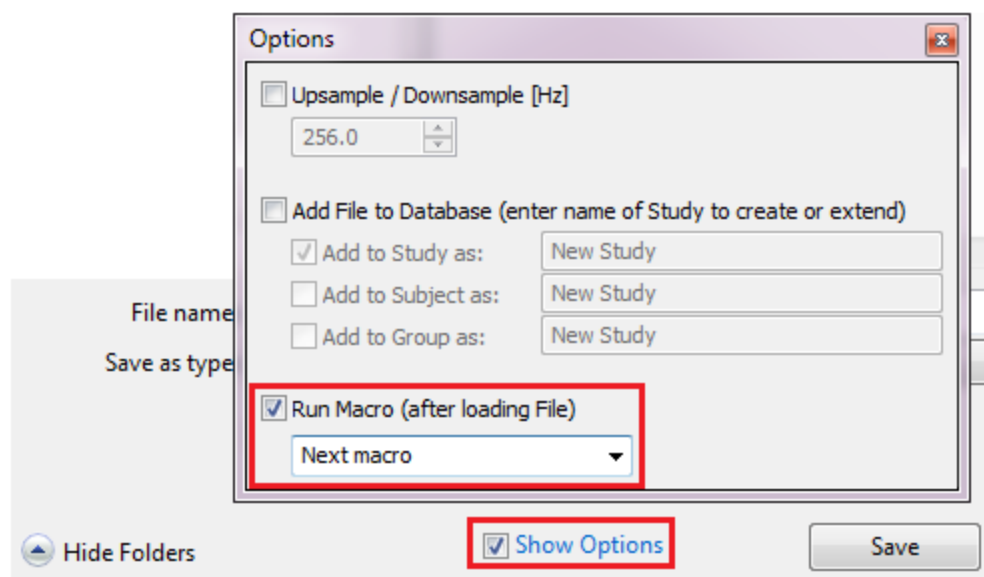 Options
Upsample / Downsample [Hz]
256.0
Add File to Database (enter name of Study to create or extend)
Add to Study as: New Study
Add to Subject as: New Study
Add to Group as: New Study
File name
Save as type
Run Macro (after loading File)
Next macro
Hide Folders
Show Options
Save